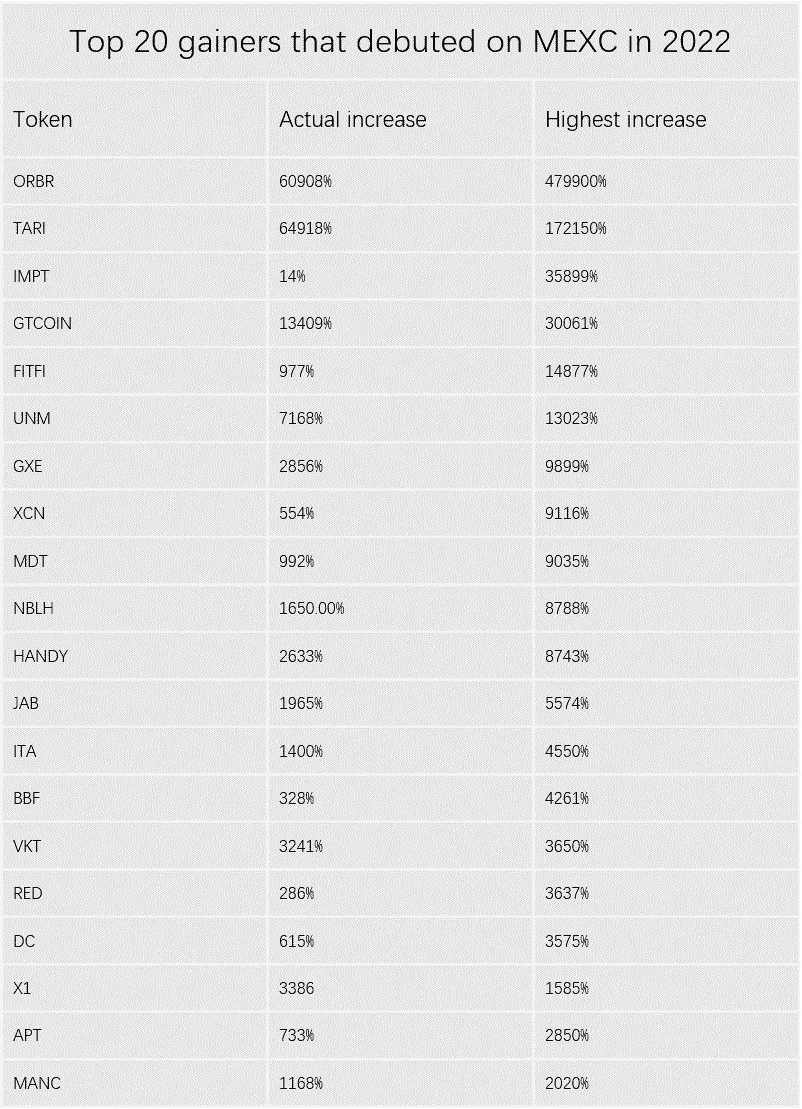 Top 20 gainers that debuted on MEXC in 2022
Token Actual increase Highest increase
ORBR 60908% 479900%
TARI 64918% 172150%
IMPT 14% 35899%
GTCOIN 13409% 30061%
FITFI 977% 14877%
UNM 7168% 13023%
GXE 2856% 9899%
XCN 554% 9116%
MDT 992% 9035%
NBLH 1650.00% 8788%
HANDY 2633% 8743%
JAB 1965% 5574%
ITA 1400% 4550%
BBF 328% 4261%
VKT 3241% 3650%
RED 286% 3637%
DC 615% 3575%
X1 3386 1585%
APT 733% 2850%
MANC 1168% 2020%